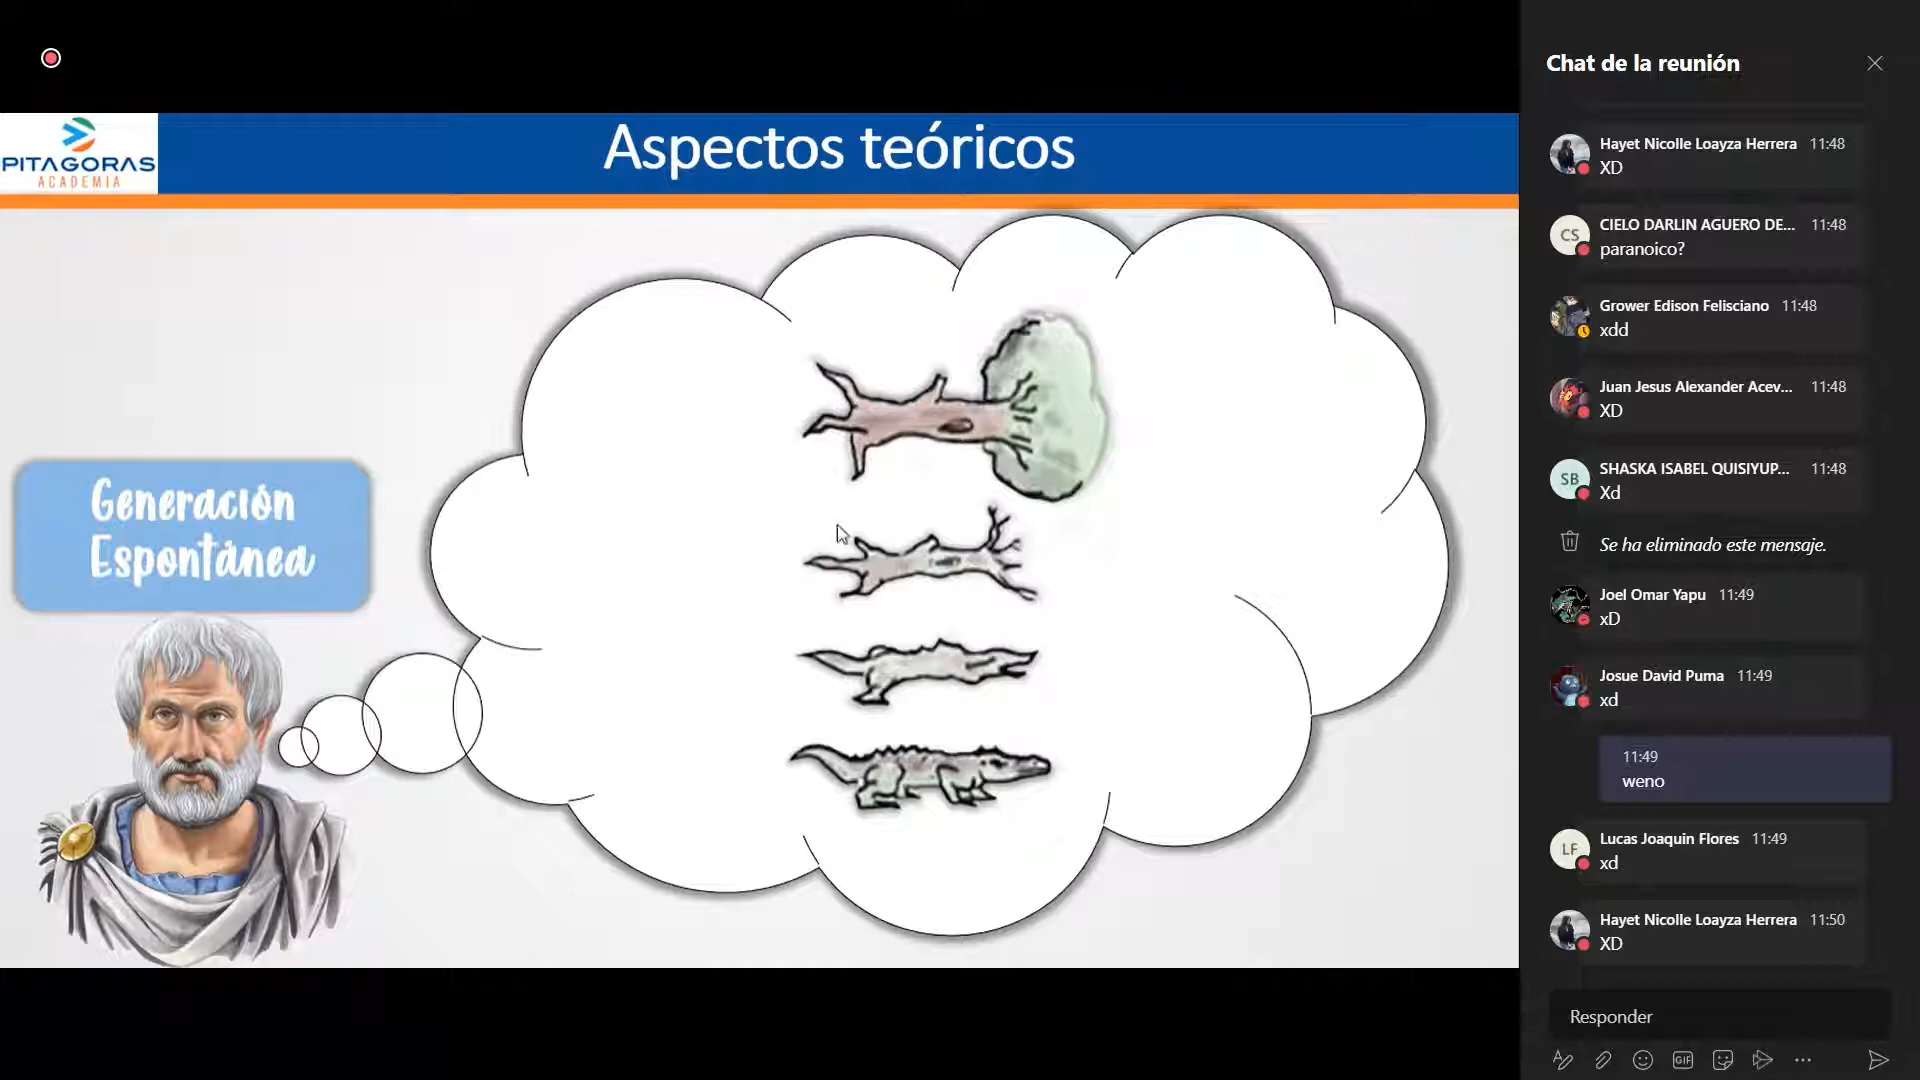 PITAGORAS
ACADEMIA
Aspectos teóricos
Generación
Espontánea
Chat de la reunión
Hayet Nicolle Loayza Herrera 11:48
XD
CS
CIELO DARLIN AGUERO DE... 11:48
paranoico?
Grower Edison Felisciano 11:48
xdd
Juan Jesus Alexander Acev... 11:48
XD
SB
SHASKA ISABEL QUISIYUP... 11:48
Xd
Se ha eliminado este mensaje.
Joel Omar Yapu 11:49
xD
Josue David Puma 11:49
xd
11:49
weno
LF
Lucas Joaquin Flores 11:49
xd
Hayet Nicolle Loayza Herrera 11:50
XD
Responder
GIF